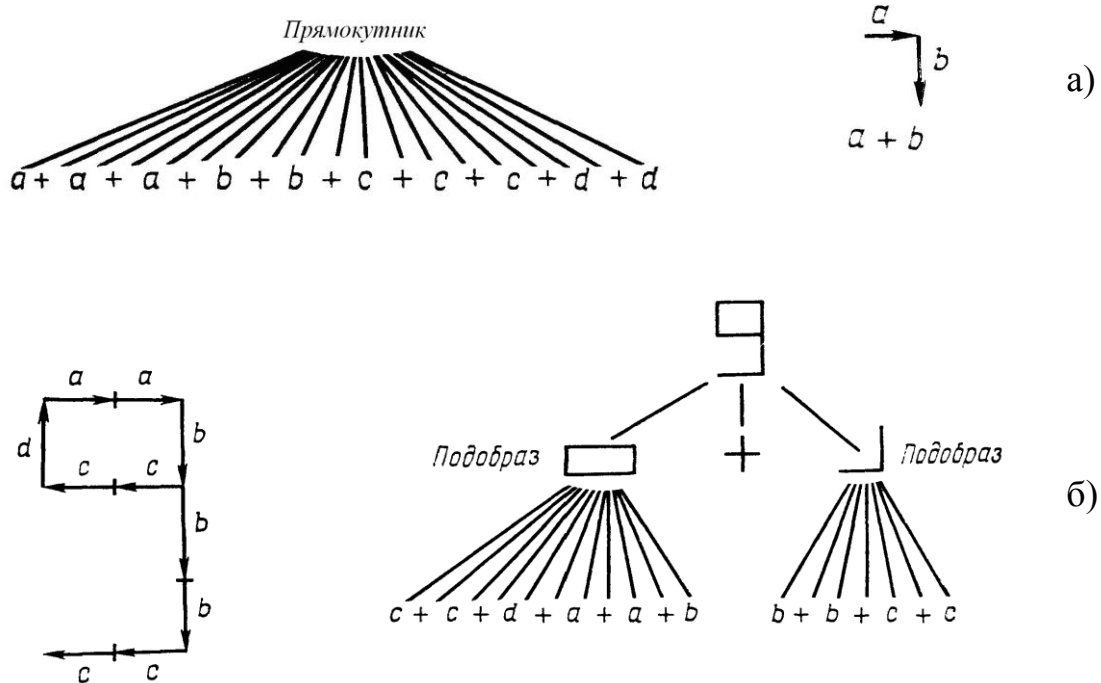 Прямокутник
a + a + a + b + b + c + c + c + d + d
a
b
a + b
а)
a a
d
b
c c
b
b
c c
Подобраз
+
Подобраз
c + c + d + a + a + b
b + b + c + c
б)